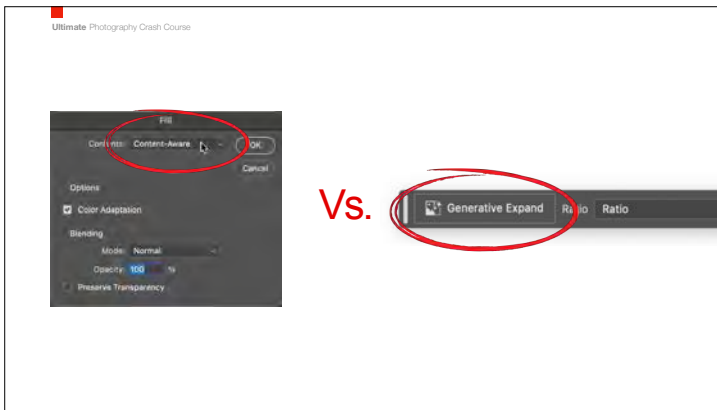 Ultimate Photography Crash Course
Fill
Contents: Content-Aware
OK
Cancel
Options
Color Adaptation
Blending
Mode: Normal
Opacity: 100 %
Preserve Transparency
Vs.
Generative Expand Ratio Ratio